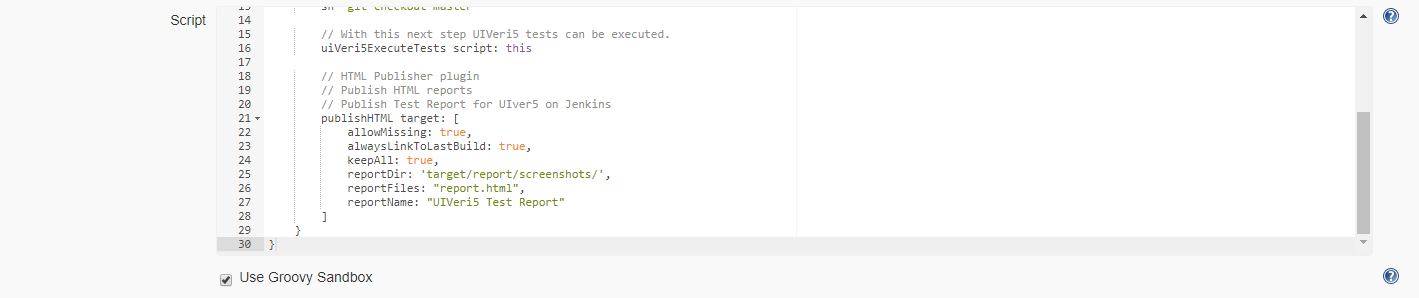 Script
13 sh 'git checkout master'
14
15 // With this next step UIVeri5 tests can be executed.
16 uiVeri5ExecuteTests script: this
17
18 // HTML Publisher plugin
19 // Publish HTML reports
20 // Publish Test Report for UIver5 on Jenkins
21 publishHTML target: [
22 allowMissing: true,
23 alwaysLinkToLastBuild: true,
24 keepAll: true,
25 reportDir: 'target/report/screenshots/',
26 reportFiles: "report.html",
27 reportName: "UIVeri5 Test Report"
28 ]
29 }
30 }
Use Groovy Sandbox